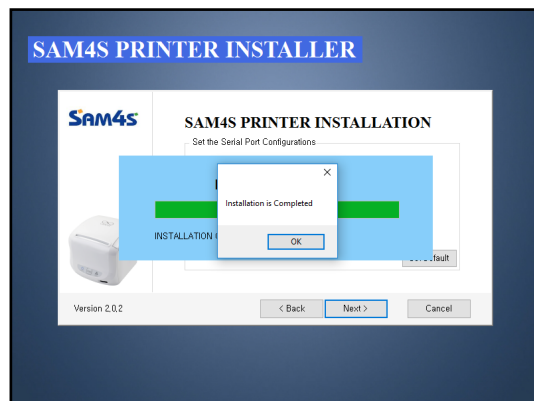 SAM4S PRINTER INSTALLER
SAM4S
SAM4S PRINTER INSTALLATION
Set the Serial Port Configurations
Installation is Completed
INSTALLATION
OK
Version 2.0.2
< Back
Next >
Cancel